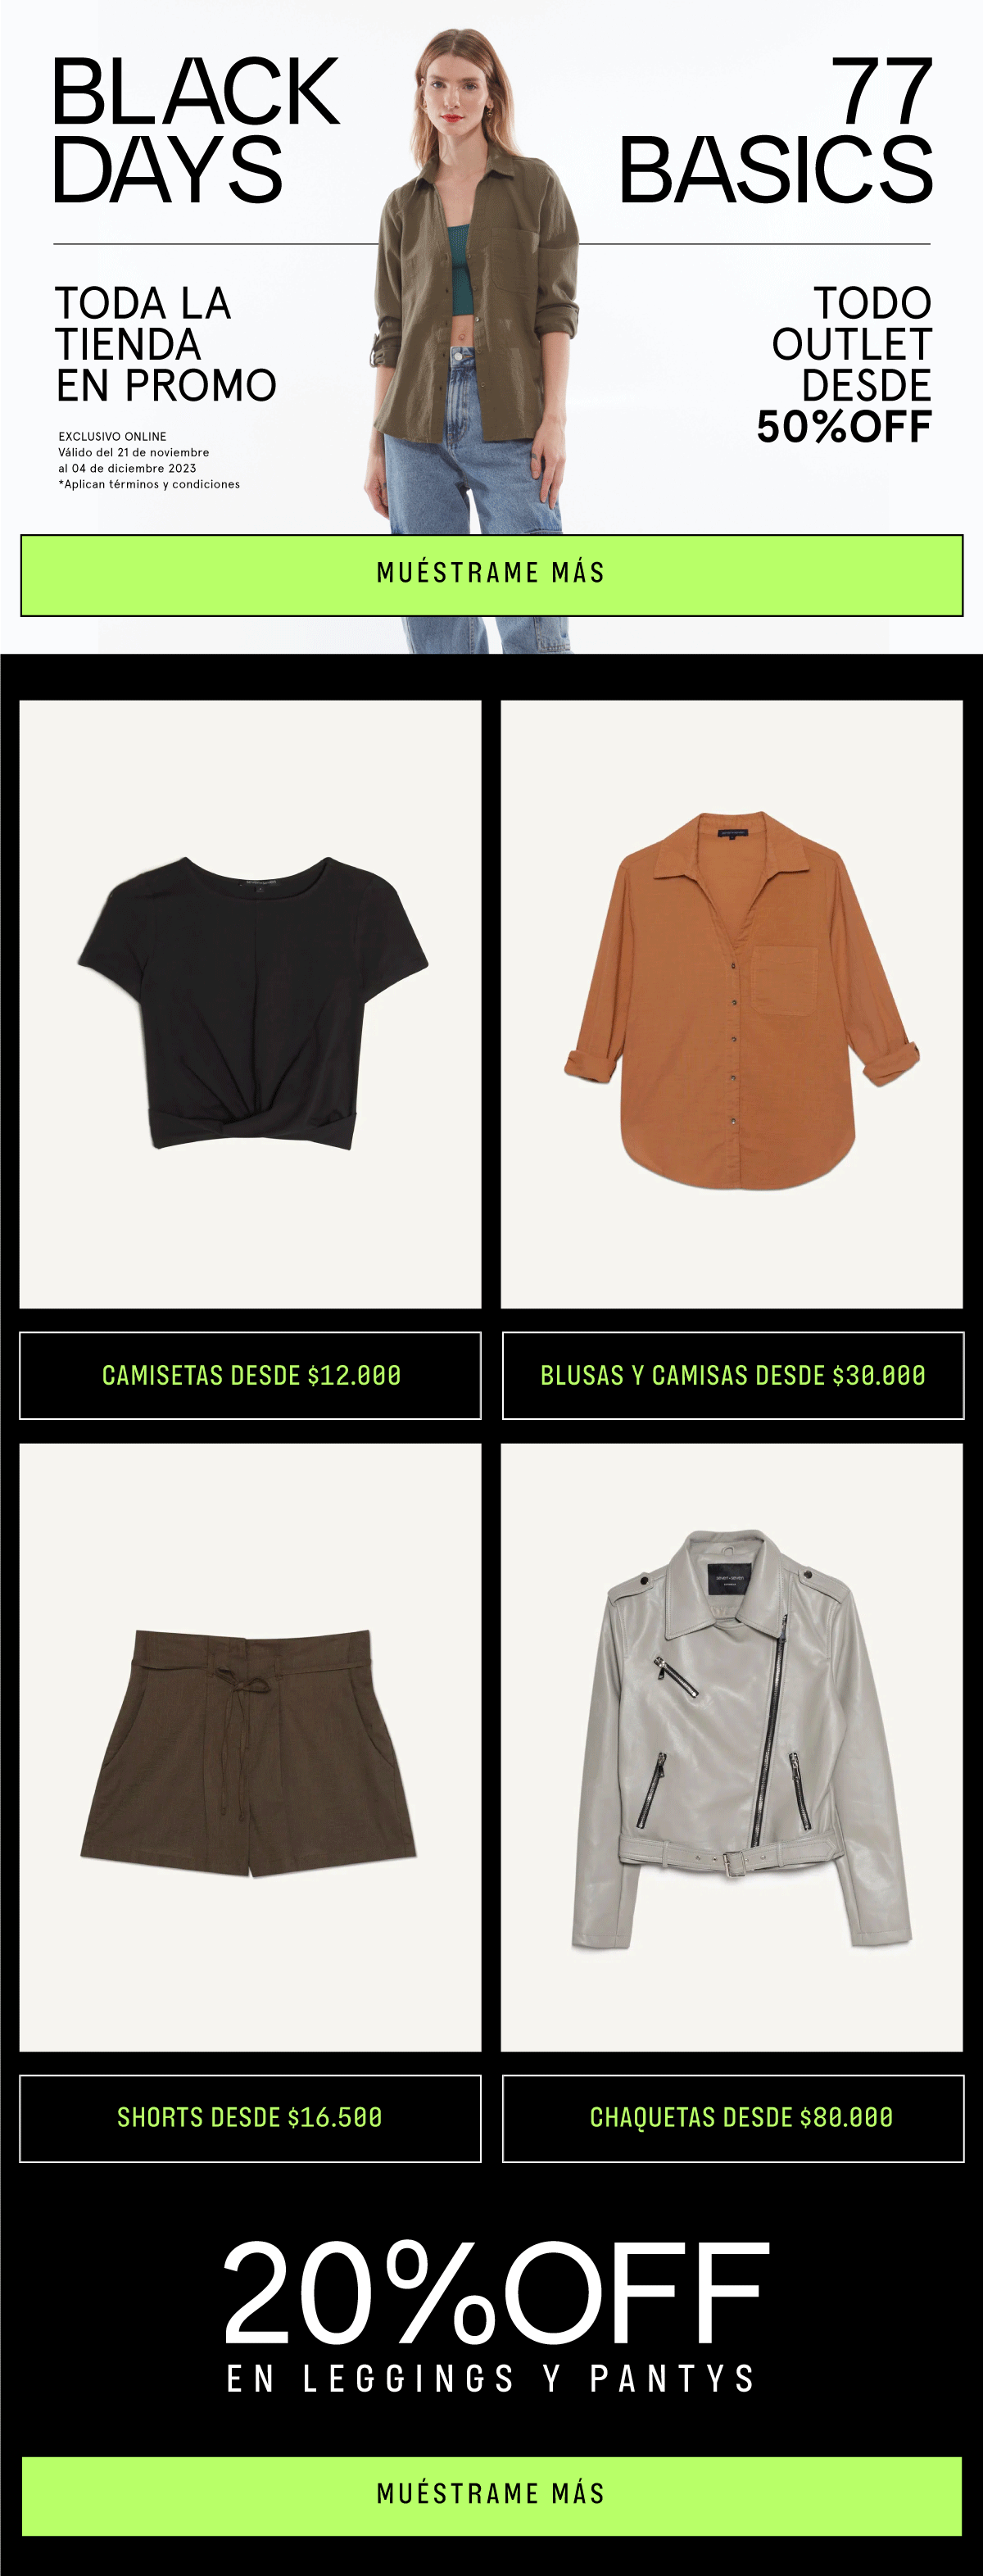 BLACK
DAYS
77
BASICS
TODA LA
TIENDA
EN PROMO
EXCLUSIVO ONLINE
Válido del 21 de noviembre
al 04 de diciembre 2023
*Aplican términos y condiciones
TODO
OUTLET
DESDE
50%OFF
MUÉSTRAME MÁS
CAMISETAS DESDE $12.000
BLUSAS Y CAMISAS DESDE $30.000
SHORTS DESDE $16.500
CHAQUETAS DESDE $80.000
20%OFF
EN LEGGINGS Y PANTYS
MUÉSTRAME MÁS